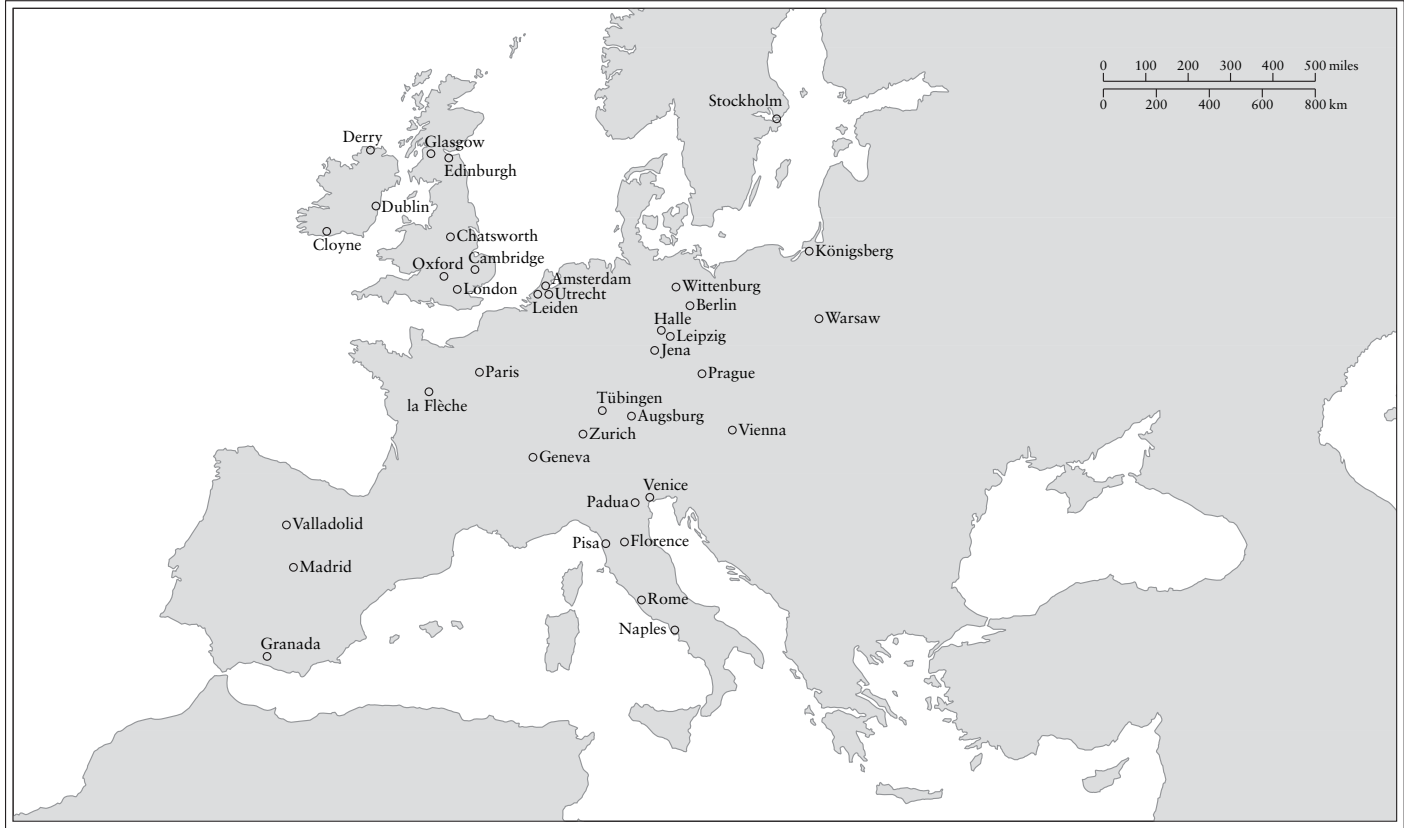 0 100 200 300 400 500 miles
0 200 400 600 800 km
Stockholm
Derry
Glasgow
Edinburgh
Dublin
Cloyne
Chatsworth
Cambridge
Oxford
London
Königsberg
Amsterdam
Utrecht
Leiden
Wittenburg
Berlin
Warsaw
Halle
Leipzig
Jena
Paris
Prague
la Flèche
Tübingen
Augsburg
Vienna
Zurich
Geneva
Venice
Padua
Valladolid
Pisa
Florence
Madrid
Rome
Naples
Granada